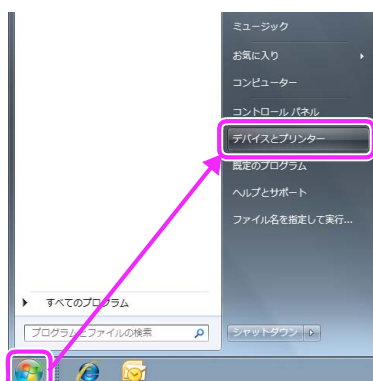 ミュージック
お気に入り
コンピューター
コントロール パネル
デバイスとプリンター
既定のプログラム
ヘルプとサポート
ファイル名を指定して実行...
すべてのプログラム
プログラムとファイルの検索
シャットダウン